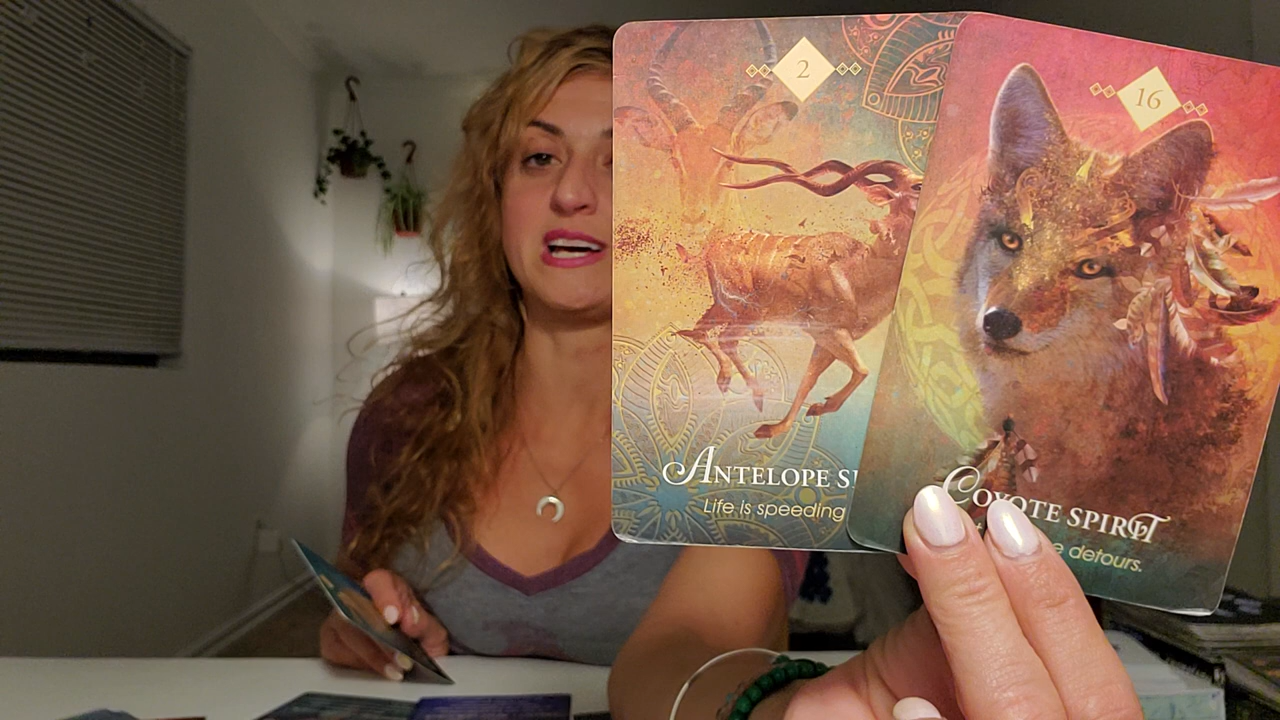 2
ANTELOPE
Life is speeding
16
COYOTE SPIRIT
detours.